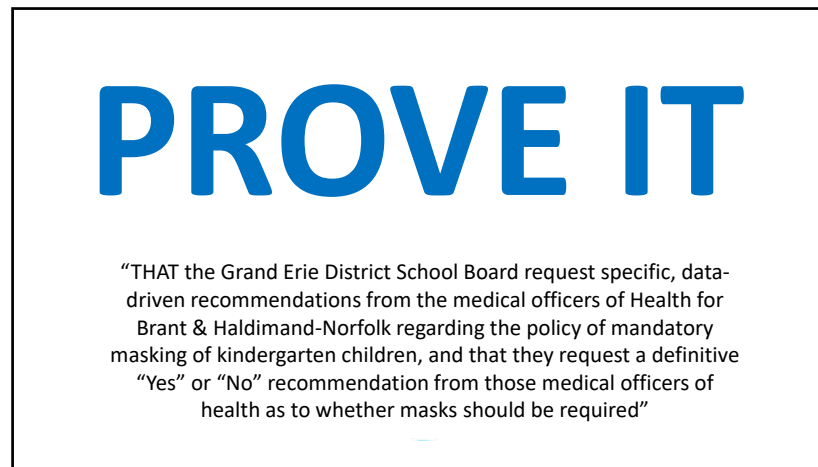 PROVE IT
“THAT the Grand Erie District School Board request specific, data-
driven recommendations from the medical officers of Health for
Brant & Haldimand-Norfolk regarding the policy of mandatory
masking of kindergarten children, and that they request a definitive
“Yes” or “No” recommendation from those medical officers of
health as to whether masks should be required”